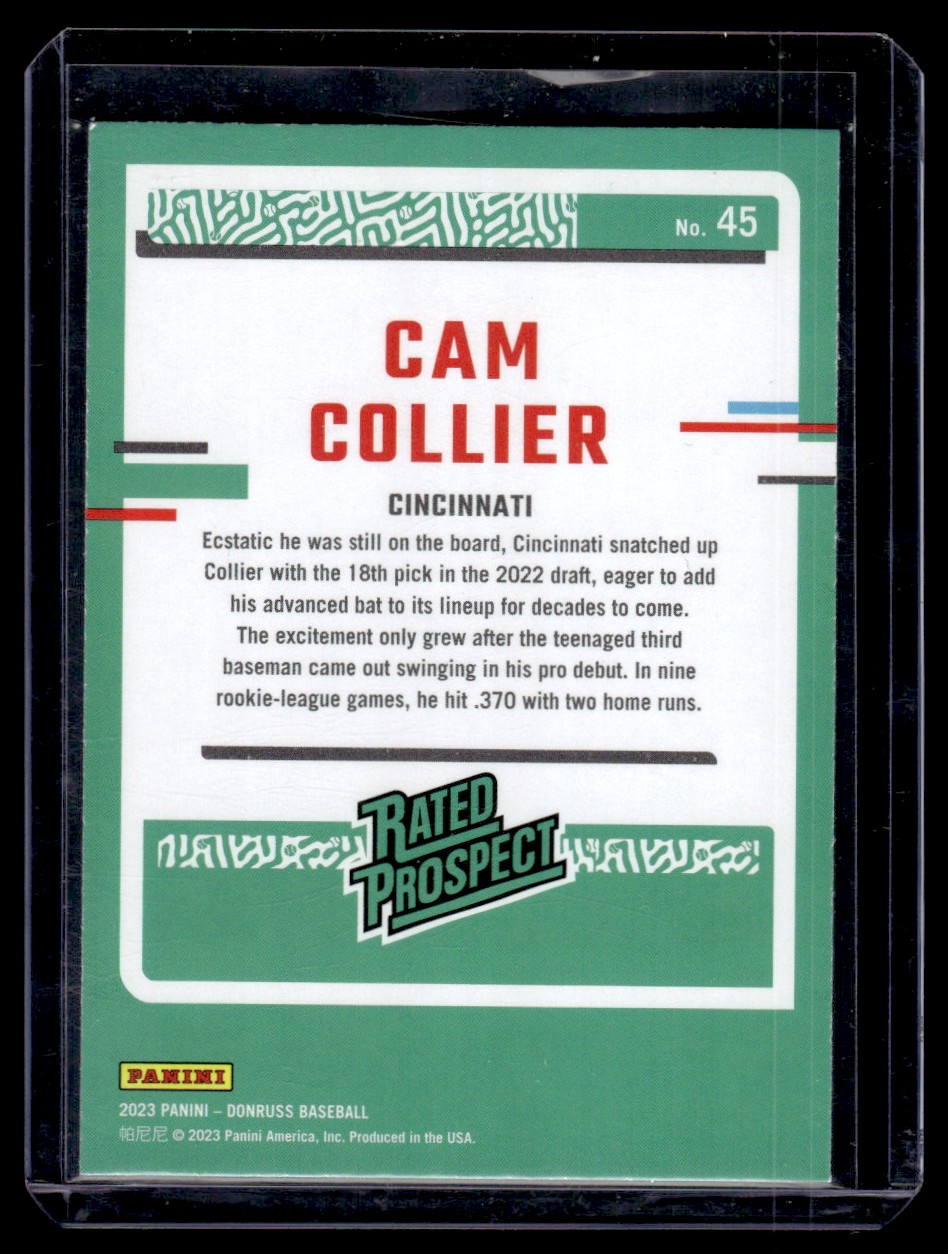 No. 45
CAM
COLLIER
CINCINNATI
Ecstatic he was still on the board, Cincinnati snatched up
Collier with the 18th pick in the 2022 draft, eager to add
his advanced bat to its lineup for decades to come.
The excitement only grew after the teenaged third
baseman came out swinging in his pro debut. In nine
rookie-league games, he hit .370 with two home runs.
RATED
PROSPECT
PANINI
2023 PANINI – DONRUSS BASEBALL
帕尼尼 © 2023 Panini America, Inc. Produced in the USA.